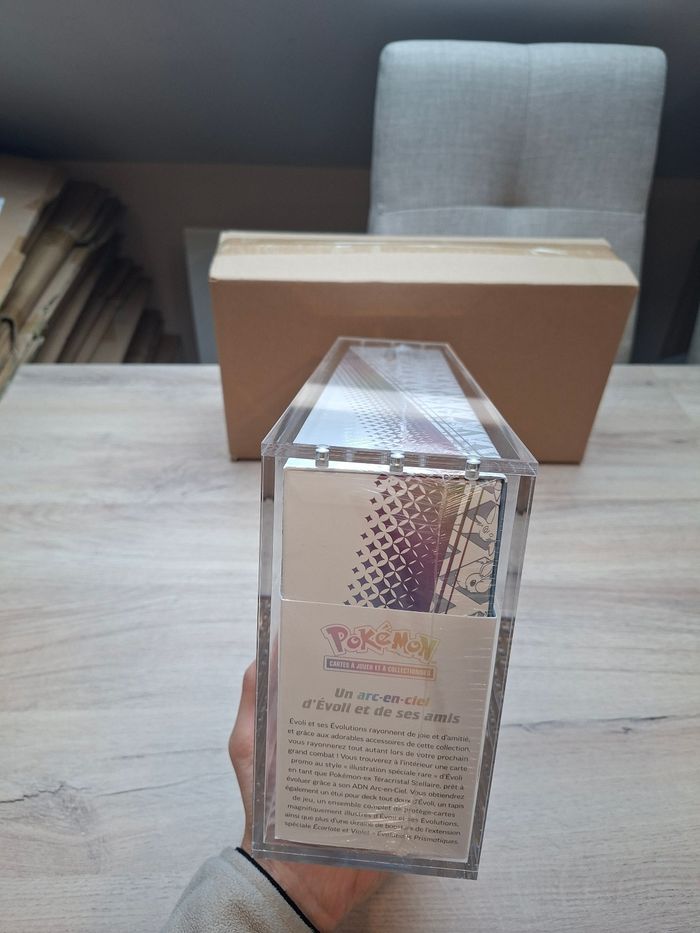 POKÉMON
CARTES À JOUER ET À COLLECTIONNER
Un arc-en-ciel
d'Évoli et de ses amis
Évoli et ses Évolutions rayonnent de joie et d'amitié,
et grâce aux adorables accessoires de cette collection,
vous rayonnerez tout autant lors de votre prochain
grand combat ! Vous trouverez à l'intérieur une carte
promo au style « illustration spéciale rare » d'Évoli
en tant que Pokémon-ex Téracristal Stellaire, prêt à
évoluer grâce à son ADN Arc-en-Ciel. Vous obtiendrez
également un étui pour deck tout doux d'Évoli, un tapis
de jeu, un ensemble complet de protège-cartes
magnifiquement illustrés d'Évoli et ses Évolutions,
ainsi que plus d'une dizaine de boosters de l'extension
spéciale Écarlate et Violet – Évolutions Prismatiques.